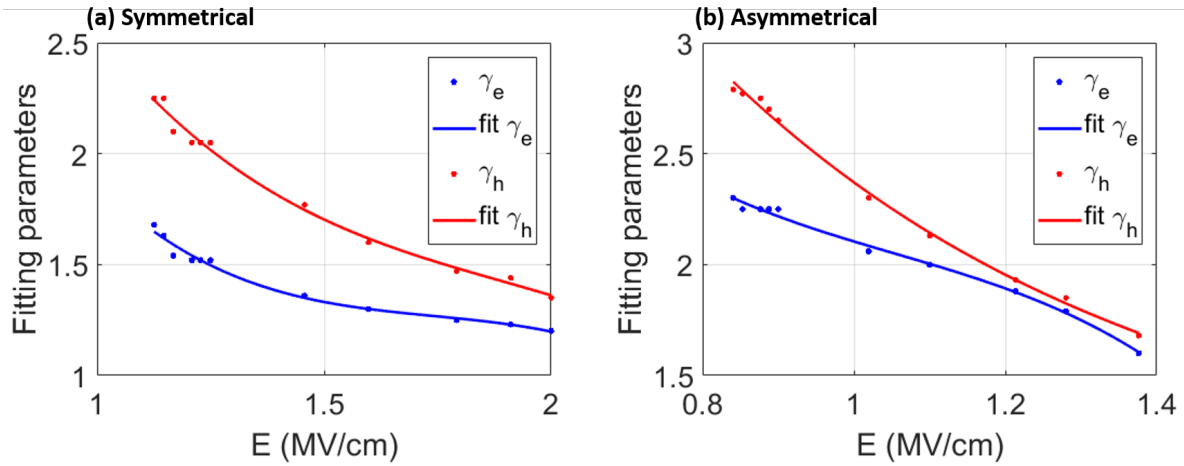 (a) Symmetrical
2.5
2
1.5
1
Fitting parameters
1
1.5
2
E (MV/cm)
γe
fit γe
γh
fit γh
(b) Asymmetrical
3
2.5
2
1.5
Fitting parameters
0.8
1
1.2
1.4
E (MV/cm)
γe
fit γe
γh
fit γh